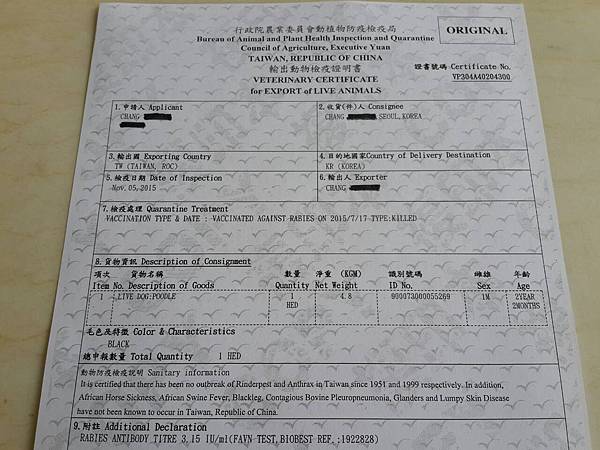 行政院農業委員會動植物防疫檢疫局
Bureau of Animal and Plant Health Inspection and Quarantine
Council of Agriculture, Executive Yuan
TAIWAN, REPUBLIC OF CHINA
輸出動物檢疫證明書
VETERINARY CERTIFICATE
for EXPORT of LIVE ANIMALS
ORIGINAL
證書號碼 Certificate No.
VP304A40204300
1.申請人 Applicant
CHANG
2.收貨(件)人 Consignee
CHANG SEOUL,KOREA
3.輸出國 Exporting Country
TW (TAIWAN, ROC)
4.目的地國家Country of Delivery Destination
KR (KOREA)
5.檢疫日期 Date of Inspection
Nov.05,2015
6.輸出人 Exporter
CHANG
7.檢疫處理 Quarantine Treatment
VACCINATION TYPE & DATE : VACCINATED AGAINST RABIES ON 2015/7/17 TYPE:KILLED
8.貨物資訊 Description of Consignment
項次 貨物名稱 數量 淨重 (KGM) 識別號碼 雌雄 年齡
Item No. Description of Goods Quantity Net Weight ID No. Sex Age
1 LIVE DOG:POODLE 1 4.8 900073000055269 1M 2YEAR
HED 2MONTHS
毛色及特徵 Color & Characteristics
BLACK
總申報數量 Total Quantity 1 HED
動物防疫檢疫說明 Sanitary information
It is certified that there has been no outbreak of Rinderpest and Anthrax in Taiwan since 1951 and 1999 respectively. In addition,
African Horse Sickness, African Swine Fever, Blackleg, Contagious Bovine Pleuropneumonia, Glanders and Lumpy Skin Disease
have not been known to occur in Taiwan, Republic of China.
9.附註 Additional Declaration
RABIES ANTIBODY TITRE 3.15 IU/ml(FAVN TEST,BIOBEST REF.:1922828)